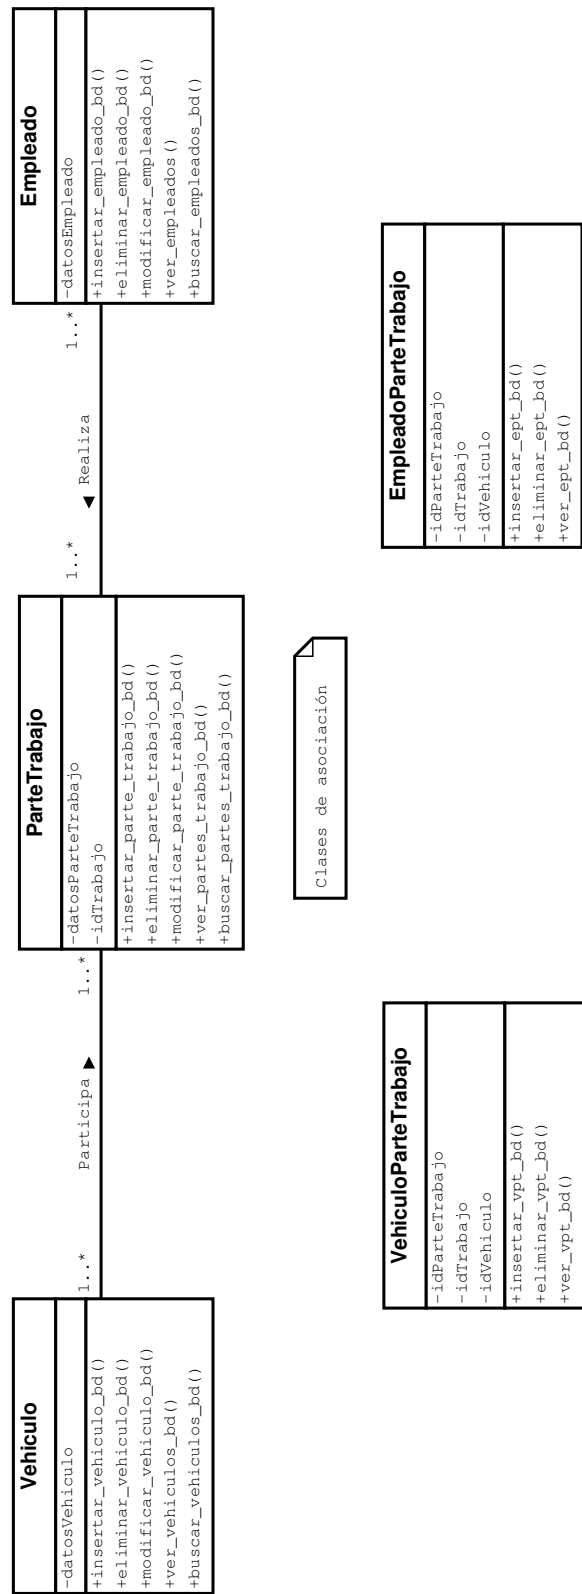 Vehiculo
-datosVehiculo
+insertar_vehiculo_bd()
+eliminar_vehiculo_bd()
+modificar_vehiculo_bd()
+ver_vehiculos_bd()
+buscar_vehiculos_bd()
1..*
Participa ▶
1..*
ParteTrabajo
-datosParteTrabajo
-idTrabajo
+insertar_parte_trabajo_bd()
+eliminar_parte_trabajo_bd()
+modificar_parte_trabajo_bd()
+ver_partes_trabajo_bd()
+buscar_partes_trabajo_bd()
1..*
◀ Realiza
1..*
Empleado
-datosEmpleado
+insertar_empleado_bd()
+eliminar_empleado_bd()
+modificar_empleado_bd()
+ver_empleados()
+buscar_empleados_bd()
Clases de asociación
VehiculoParteTrabajo
-idParteTrabajo
-idTrabajo
-idVehiculo
+insertar_vpt_bd()
+eliminar_vpt_bd()
+ver_vpt_bd()
EmpleadoParteTrabajo
-idParteTrabajo
-idTrabajo
-idVehiculo
+insertar_ept_bd()
+eliminar_ept_bd()
+ver_ept_bd()